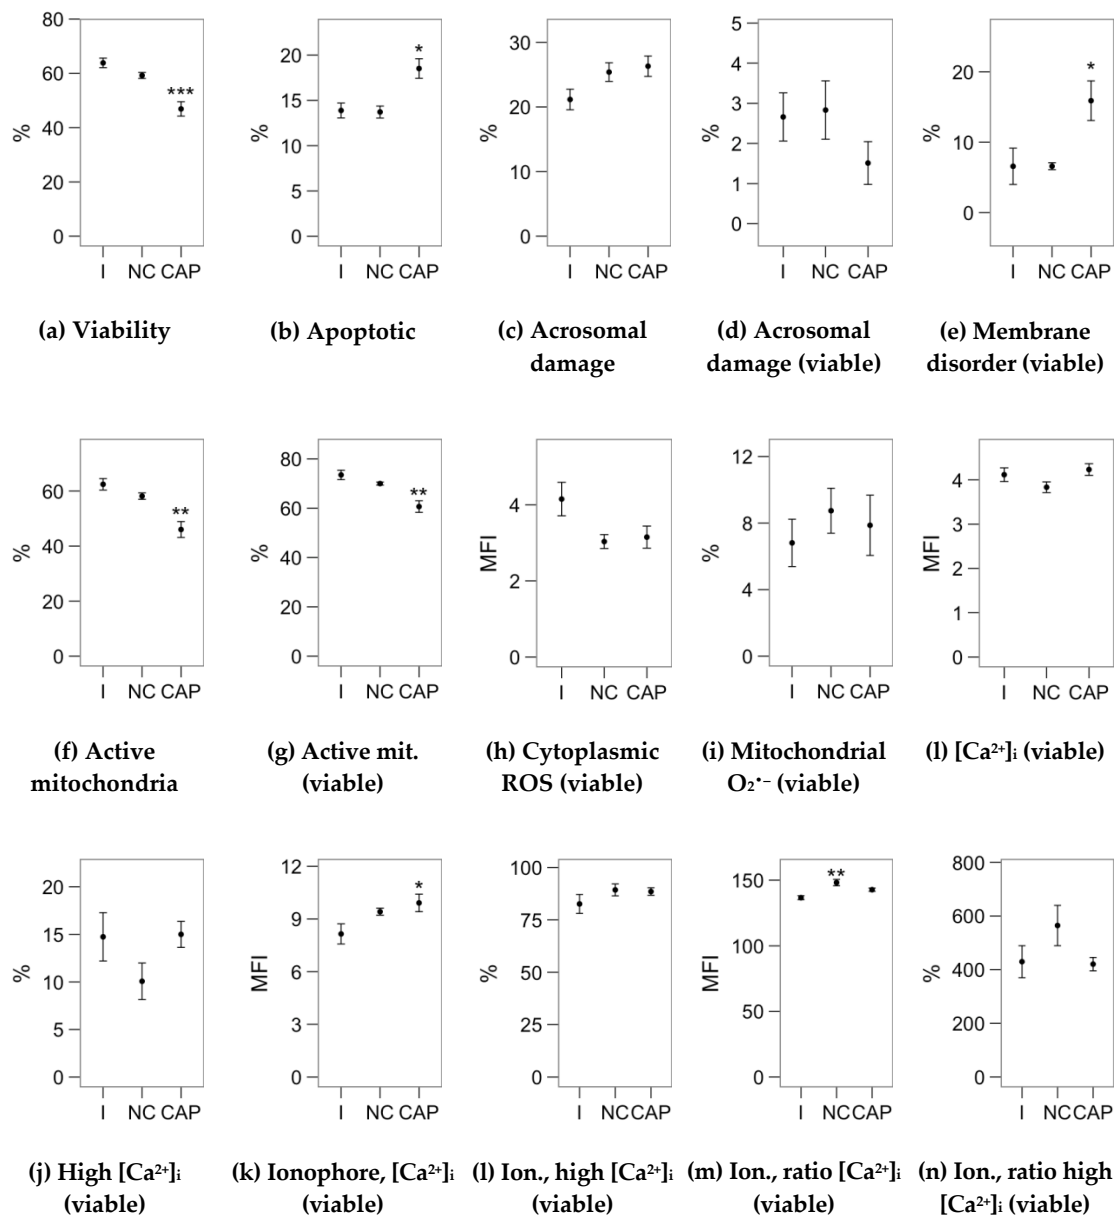 80
60
40
20
0
%
***
I NC CAP
(a) Viability
20
15
10
5
0
%
*
I NC CAP
(b) Apoptotic
30
20
10
0
%
I NC CAP
(c) Acrosomal
damage
5
4
3
2
1
0
%
I NC CAP
(d) Acrosomal
damage (viable)
20
10
0
%
*
I NC CAP
(e) Membrane
disorder (viable)
60
40
20
0
%
**
I NC CAP
(f) Active
mitochondria
80
60
40
20
0
%
**
I NC CAP
(g) Active mit.
(viable)
4
2
0
MFI
I NC CAP
(h) Cytoplasmic
ROS (viable)
12
8
4
0
%
I NC CAP
(i) Mitochondrial
O₂˙⁻ (viable)
4
3
2
1
0
MFI
I NC CAP
(l) [Ca²⁺]ᵢ (viable)
20
15
10
5
0
%
I NC CAP
(j) High [Ca²⁺]ᵢ
(viable)
12
9
6
3
0
MFI
*
I NC CAP
(k) Ionophore, [Ca²⁺]ᵢ
(viable)
100
75
50
25
0
%
I NC CAP
(l) Ion., high [Ca²⁺]ᵢ
(viable)
150
100
50
0
MFI
**
I NC CAP
(m) Ion., ratio [Ca²⁺]ᵢ
(viable)
800
600
400
200
0
%
I NC CAP
(n) Ion., ratio high
[Ca²⁺]ᵢ (viable)